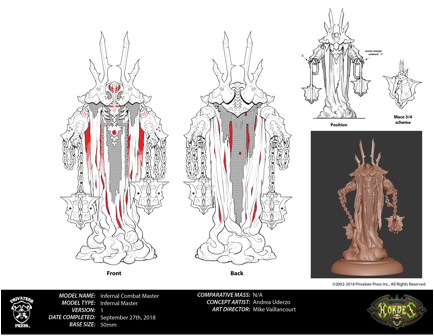 Position
Mace 3/4
scheme
Front
Back
©2002-2018 Privateer Press Inc., All Rights Reserved
MODEL NAME: Infernal Combat Master
MODEL TYPE: Infernal Master
VERSION: 1
DATE COMPLETED: September 27th, 2018
BASE SIZE: 50mm
COMPARATIVE MASS: N/A
CONCEPT ARTIST: Andrea Uderzo
ART DIRECTOR: Mike Vaillancourt
PRIVATEER
PRESS
HORDES